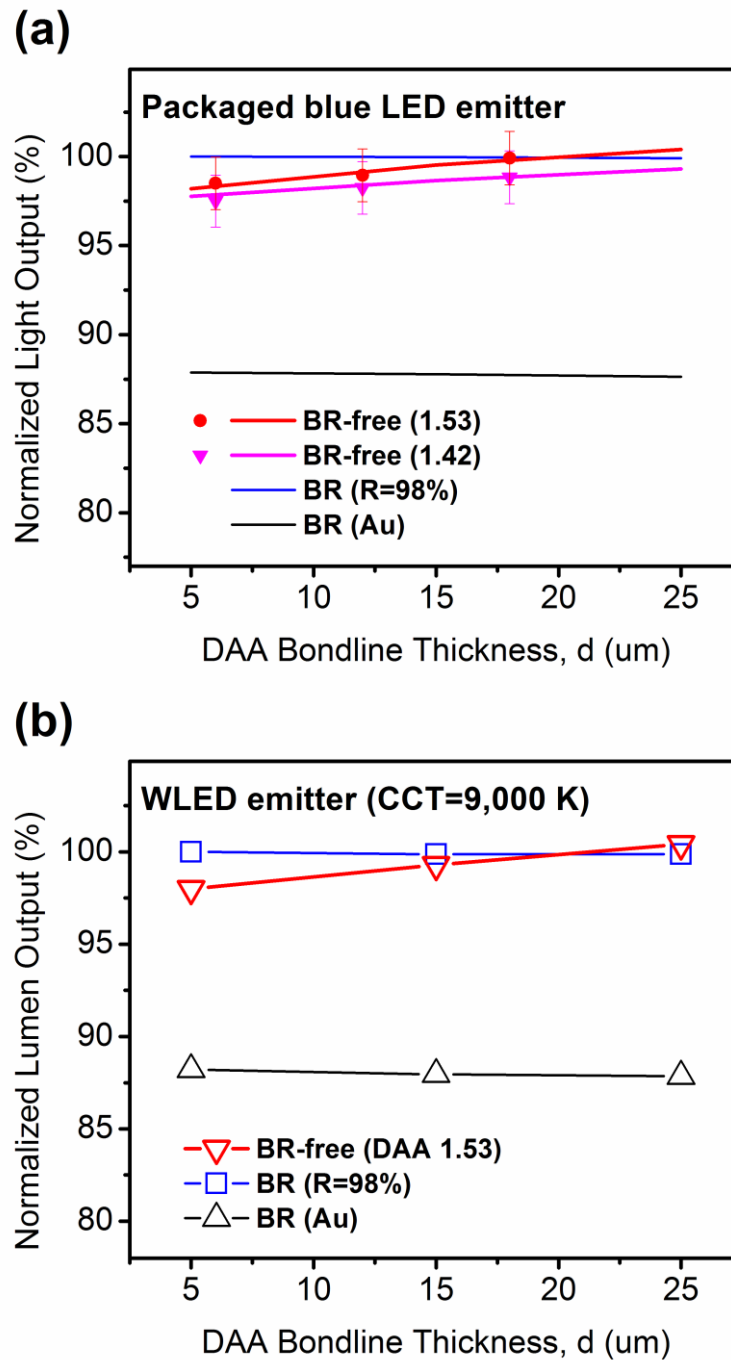 (a)
Packaged blue LED emitter
Normalized Light Output (%)
100
95
90
85
80
BR-free (1.53)
BR-free (1.42)
BR (R=98%)
BR (Au)
5 10 15 20 25
DAA Bondline Thickness, d (um)
(b)
WLED emitter (CCT=9,000 K)
Normalized Lumen Output (%)
100
95
90
85
80
BR-free (DAA 1.53)
BR (R=98%)
BR (Au)
5 10 15 20 25
DAA Bondline Thickness, d (um)